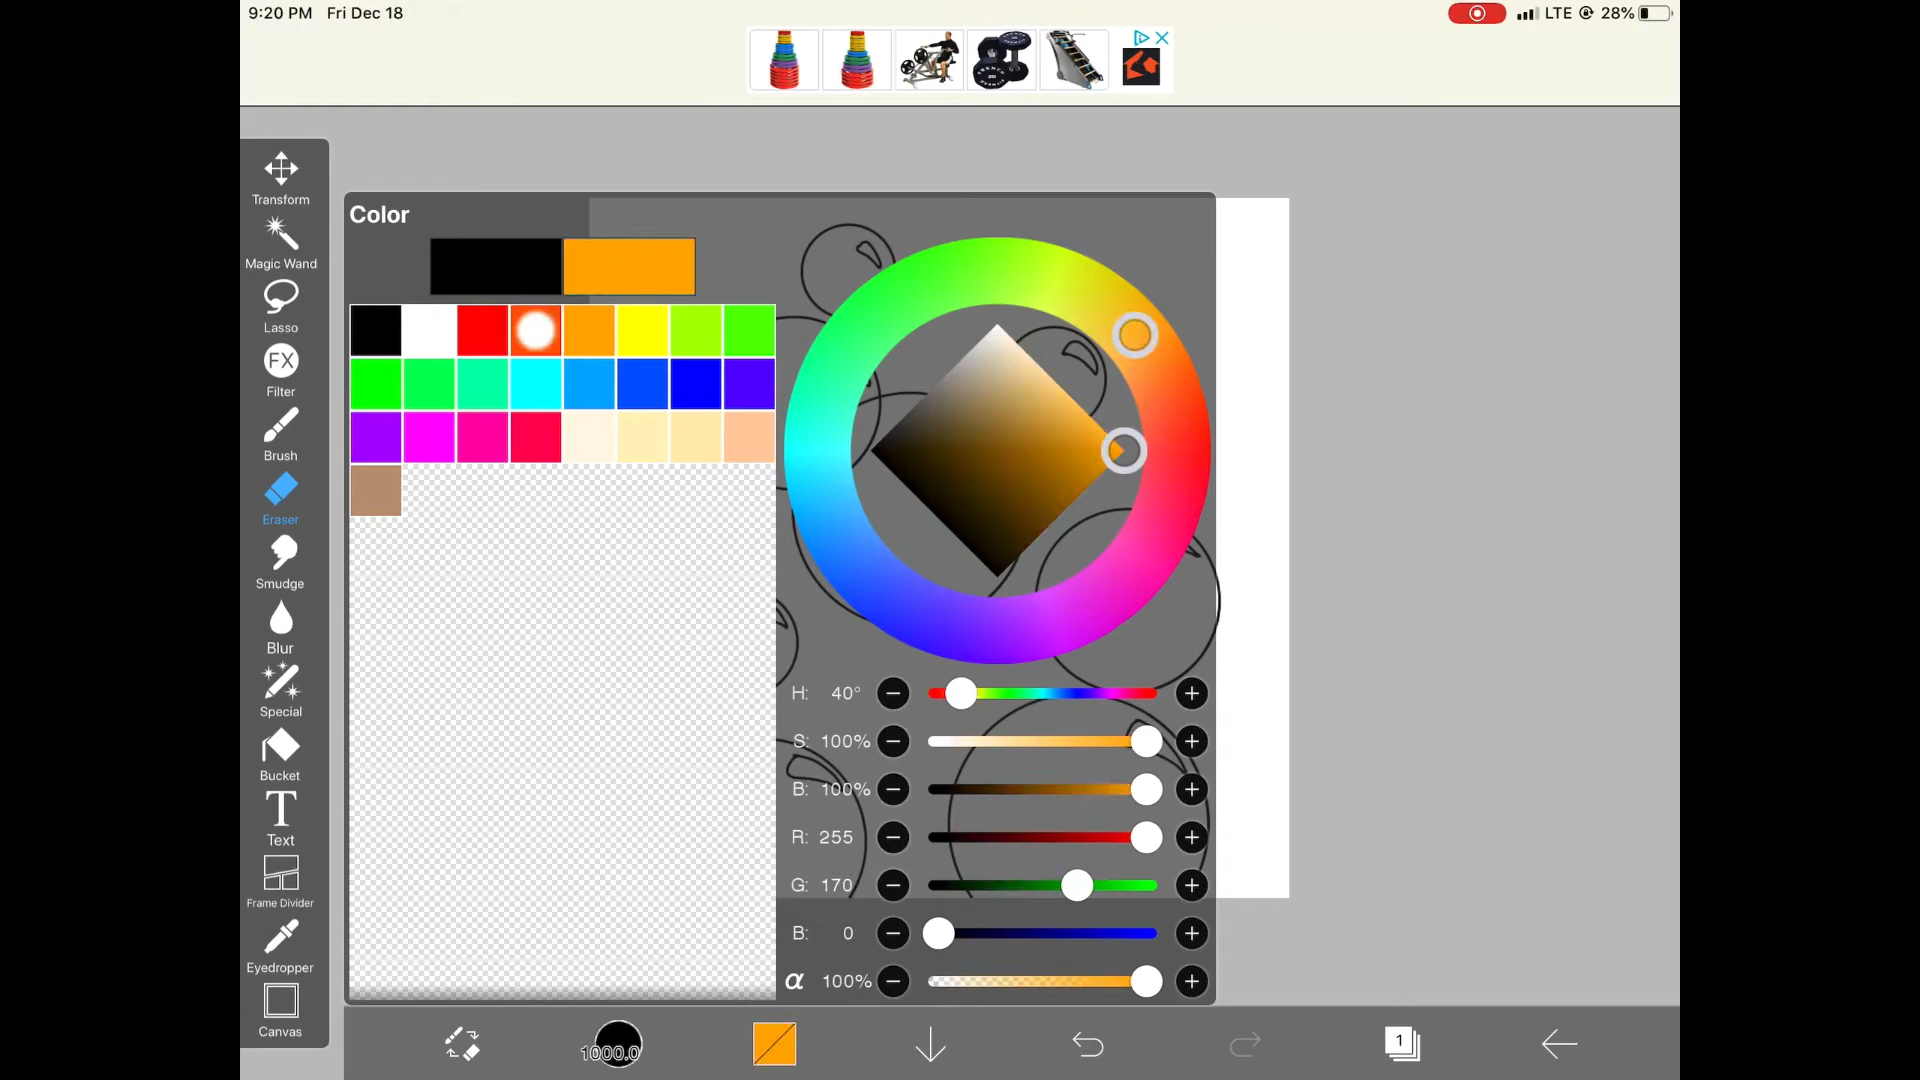 9:20 PM Fri Dec 18
LTE 28%
Transform
Magic Wand
Lasso
FX
Filter
Brush
Eraser
Smudge
Blur
Special
Bucket
T
Text
Frame Divider
Eyedropper
Canvas
Color
H: 40°
S: 100%
B: 100%
R: 255
G: 170
B: 0
α 100%
1000.0
1